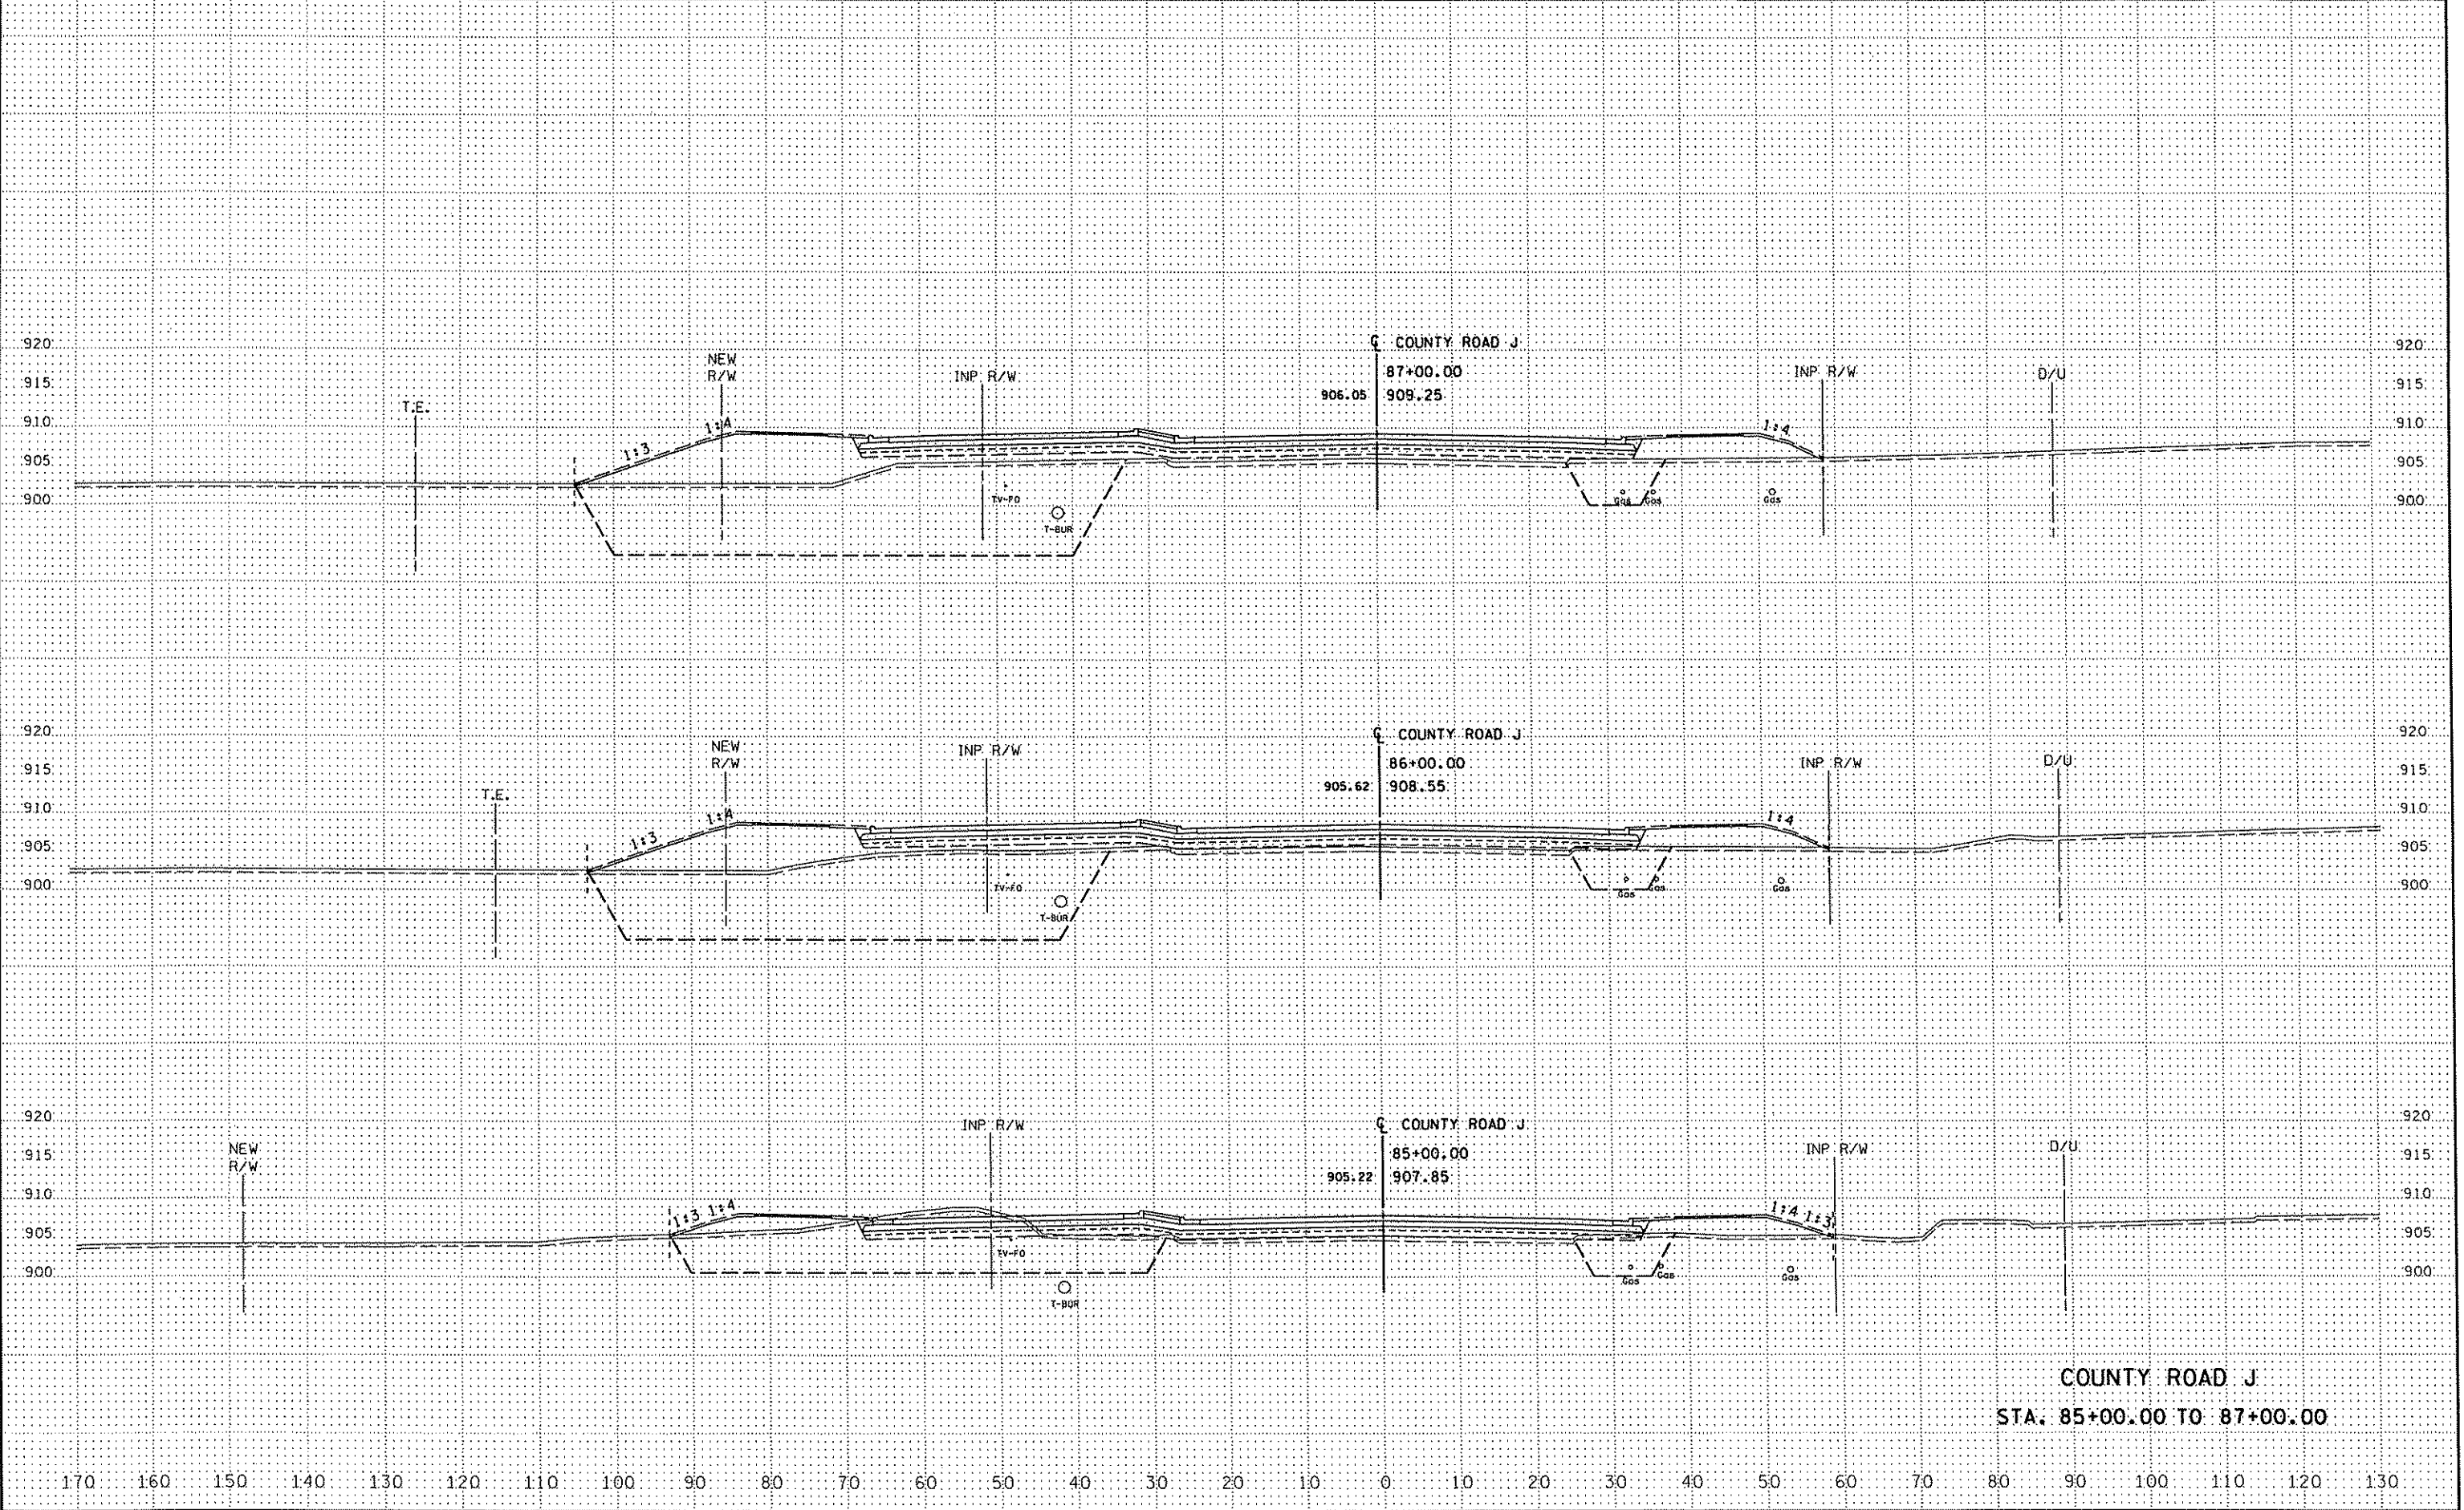 ℄ COUNTY ROAD J
920 920
NEW
R/W
INP R/W
87+00.00
INP R/W
D/U
915 915
906.05 909.25
T.E.
910 1:4 1:4 910
1:3
905 905
900 TV-FO Gas Gas Gas 900
T-BUR
℄ COUNTY ROAD J
920 920
NEW
R/W
INP R/W
86+00.00
INP R/W
D/U
915 915
905.62 908.55
T.E.
910 1:4 1:4 910
1:3
905 905
900 TV-FO Gas Gas Gas 900
T-BUR
℄ COUNTY ROAD J
920 920
INP R/W
NEW
R/W
85+00.00
INP R/W
D/U
915 915
905.22 907.85
910 910
1:3 1:4 1:4 1:3
905 905
TV-FO
900 Gas Gas Gas 900
T-BUR
COUNTY ROAD J
STA. 85+00.00 TO 87+00.00
170 160 150 140 130 120 110 100 90 80 70 60 50 40 30 20 10 0 10 20 30 40 50 60 70 80 90 100 110 120 130